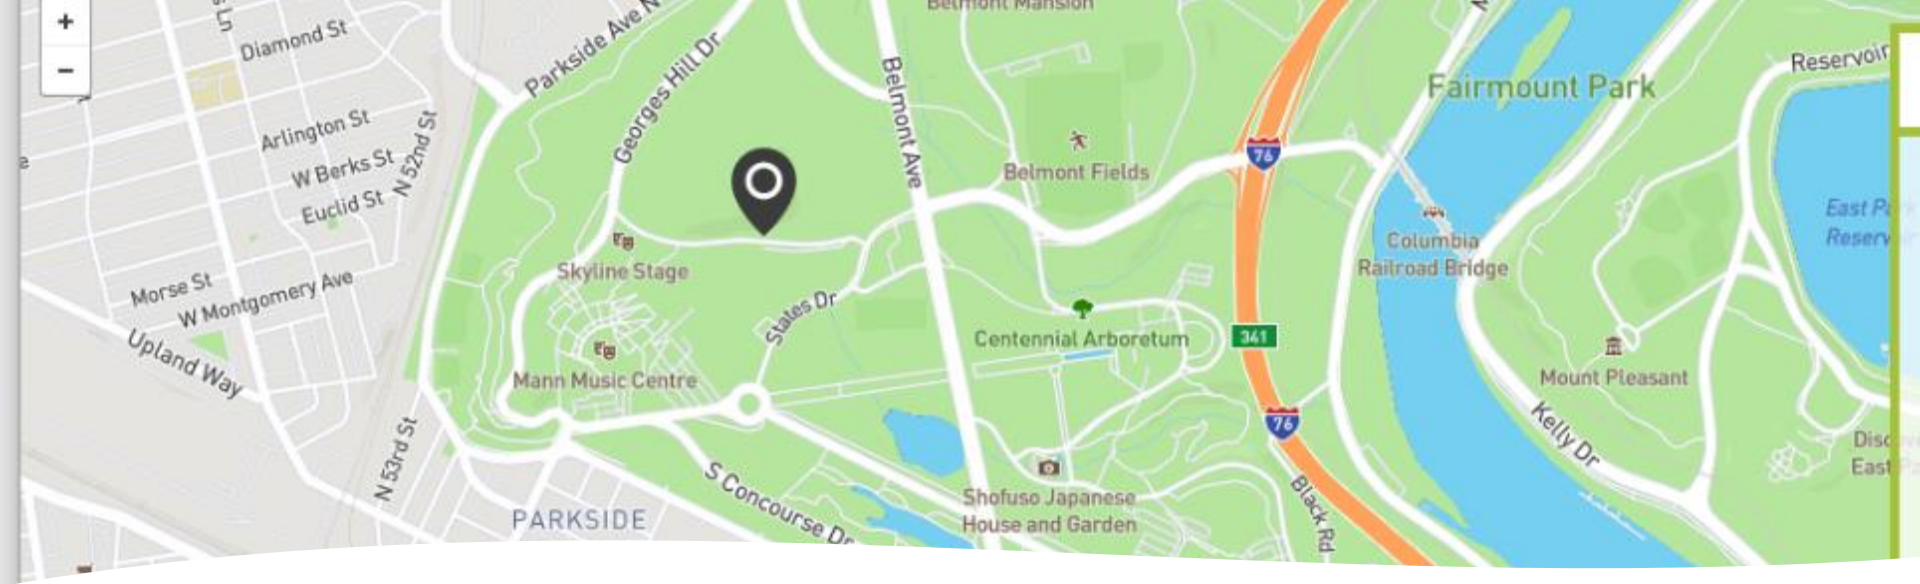 +
−
Diamond St
Parkside Ave N
Georges Hill Dr
Belmont Mansion
Belmont Ave
Fairmount Park
Reservoir
Arlington St
W Berks St
N 52nd St
Euclid St
Belmont Fields
76
Columbia
Railroad Bridge
Skyline Stage
Morse St
W Montgomery Ave
Upland Way
States Dr
Centennial Arboretum
341
Mann Music Centre
Mount Pleasant
76
Kelly Dr
N 53rd St
S Concourse Dr
Shofuso Japanese
House and Garden
Black Rd
PARKSIDE
East